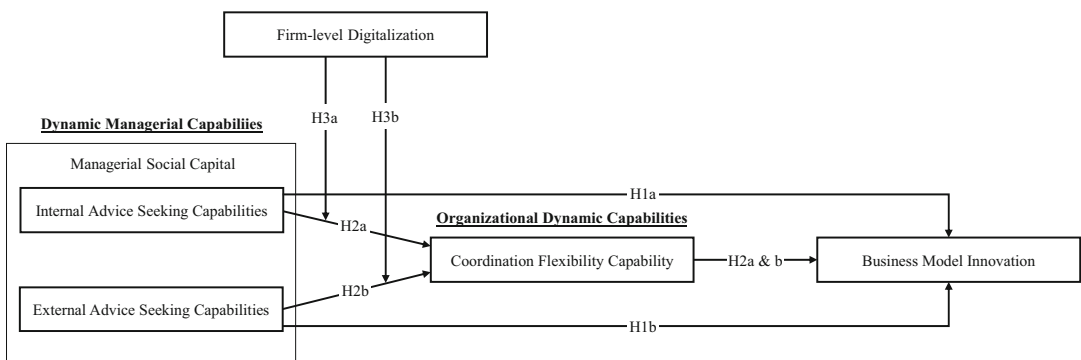 Firm-level Digitalization
H3a
H3b
Dynamic Managerial Capabiliies
Managerial Social Capital
H1a
Internal Advice Seeking Capabilities
Organizational Dynamic Capabilities
H2a
Coordination Flexibility Capability
H2a & b
Business Model Innovation
H2b
External Advice Seeking Capabilities
H1b